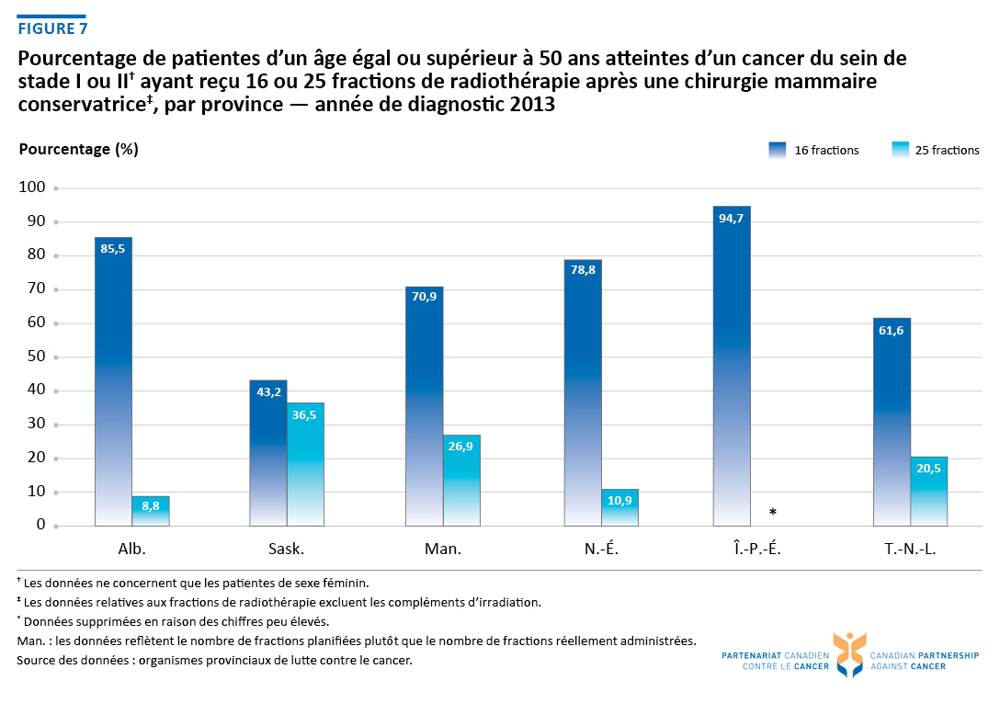 FIGURE 7
Pourcentage de patientes d’un âge égal ou supérieur à 50 ans atteintes d’un cancer du sein de
stade I ou II† ayant reçu 16 ou 25 fractions de radiothérapie après une chirurgie mammaire
conservatrice‡, par province — année de diagnostic 2013
Pourcentage (%)
16 fractions
25 fractions
100
90
80
70
60
50
40
30
20
10
0
85,5
8,8
43,2
36,5
70,9
26,9
78,8
10,9
94,7
*
61,6
20,5
Alb.
Sask.
Man.
N.-É.
Î.-P.-É.
T.-N.-L.
† Les données ne concernent que les patientes de sexe féminin.
‡ Les données relatives aux fractions de radiothérapie excluent les compléments d’irradiation.
* Données supprimées en raison des chiffres peu élevés.
Man. : les données reflètent le nombre de fractions planifiées plutôt que le nombre de fractions réellement administrées.
Source des données : organismes provinciaux de lutte contre le cancer.
PARTENARIAT CANADIEN
CONTRE LE CANCER
CANADIAN PARTNERSHIP
AGAINST CANCER